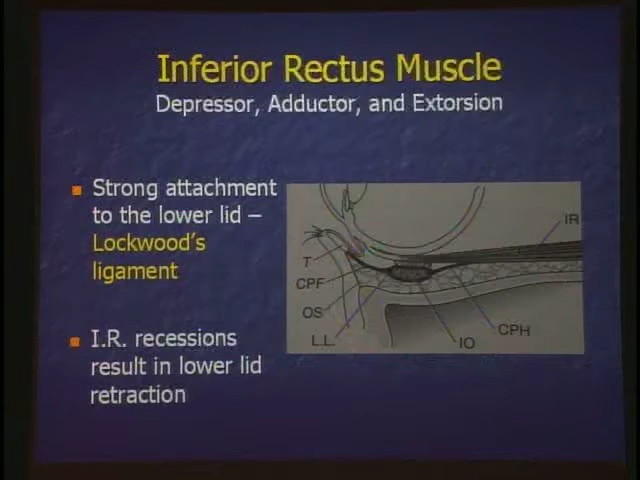 Inferior Rectus Muscle
Depressor, Adductor, and Extorsion
Strong attachment
to the lower lid –
Lockwood's
ligament
I.R. recessions
result in lower lid
retraction
IR
T
CPF
OS
L.L.
IO
CPH